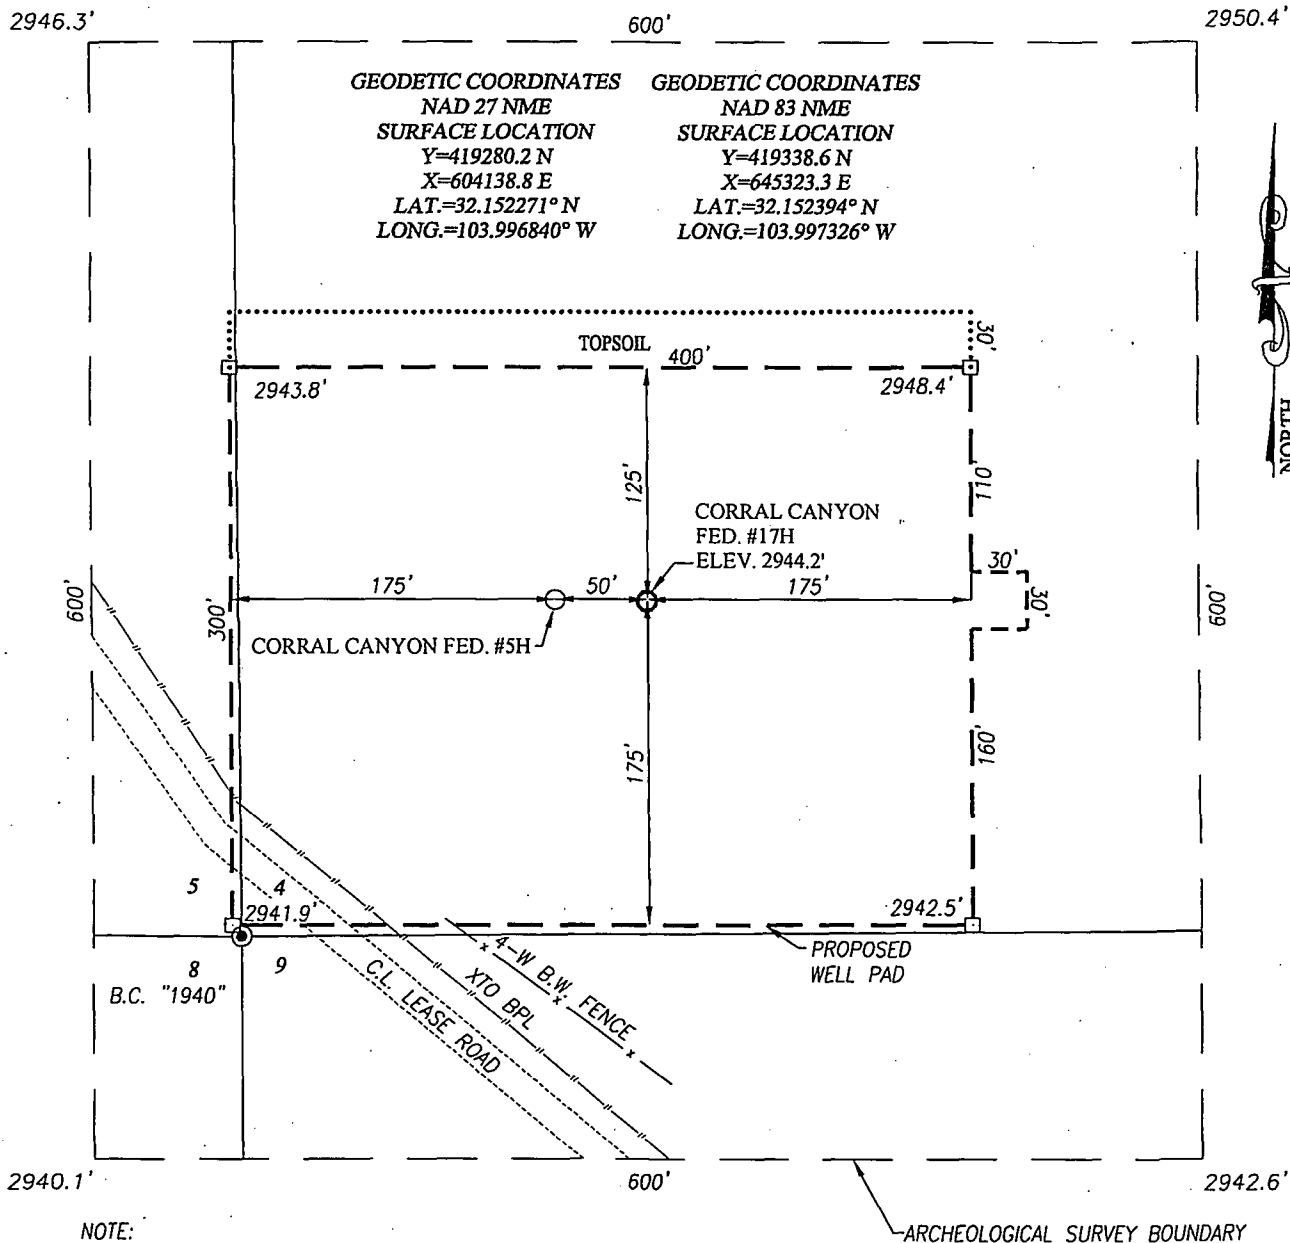 2946.3'
600'
2950.4'
GEODETIC COORDINATES
NAD 27 NME
SURFACE LOCATION
Y=419280.2 N
X=604138.8 E
LAT.=32.152271° N
LONG.=103.996840° W
GEODETIC COORDINATES
NAD 83 NME
SURFACE LOCATION
Y=419338.6 N
X=645323.3 E
LAT.=32.152394° N
LONG.=103.997326° W
NORTH
TOPSOIL
400'
30'
2943.8'
2948.4'
125'
110'
CORRAL CANYON
FED. #17H
ELEV. 2944.2'
600'
300'
175'
50'
175'
30'
30'
600'
CORRAL CANYON FED. #5H
175'
160'
5
4
2941.9'
2942.5'
8
9
B.C. "1940"
C.L. LEASE ROAD
XTO BPL
4-W B.W. FENCE
PROPOSED
WELL PAD
2940.1'
600'
2942.6'
NOTE:
ARCHEOLOGICAL SURVEY BOUNDARY